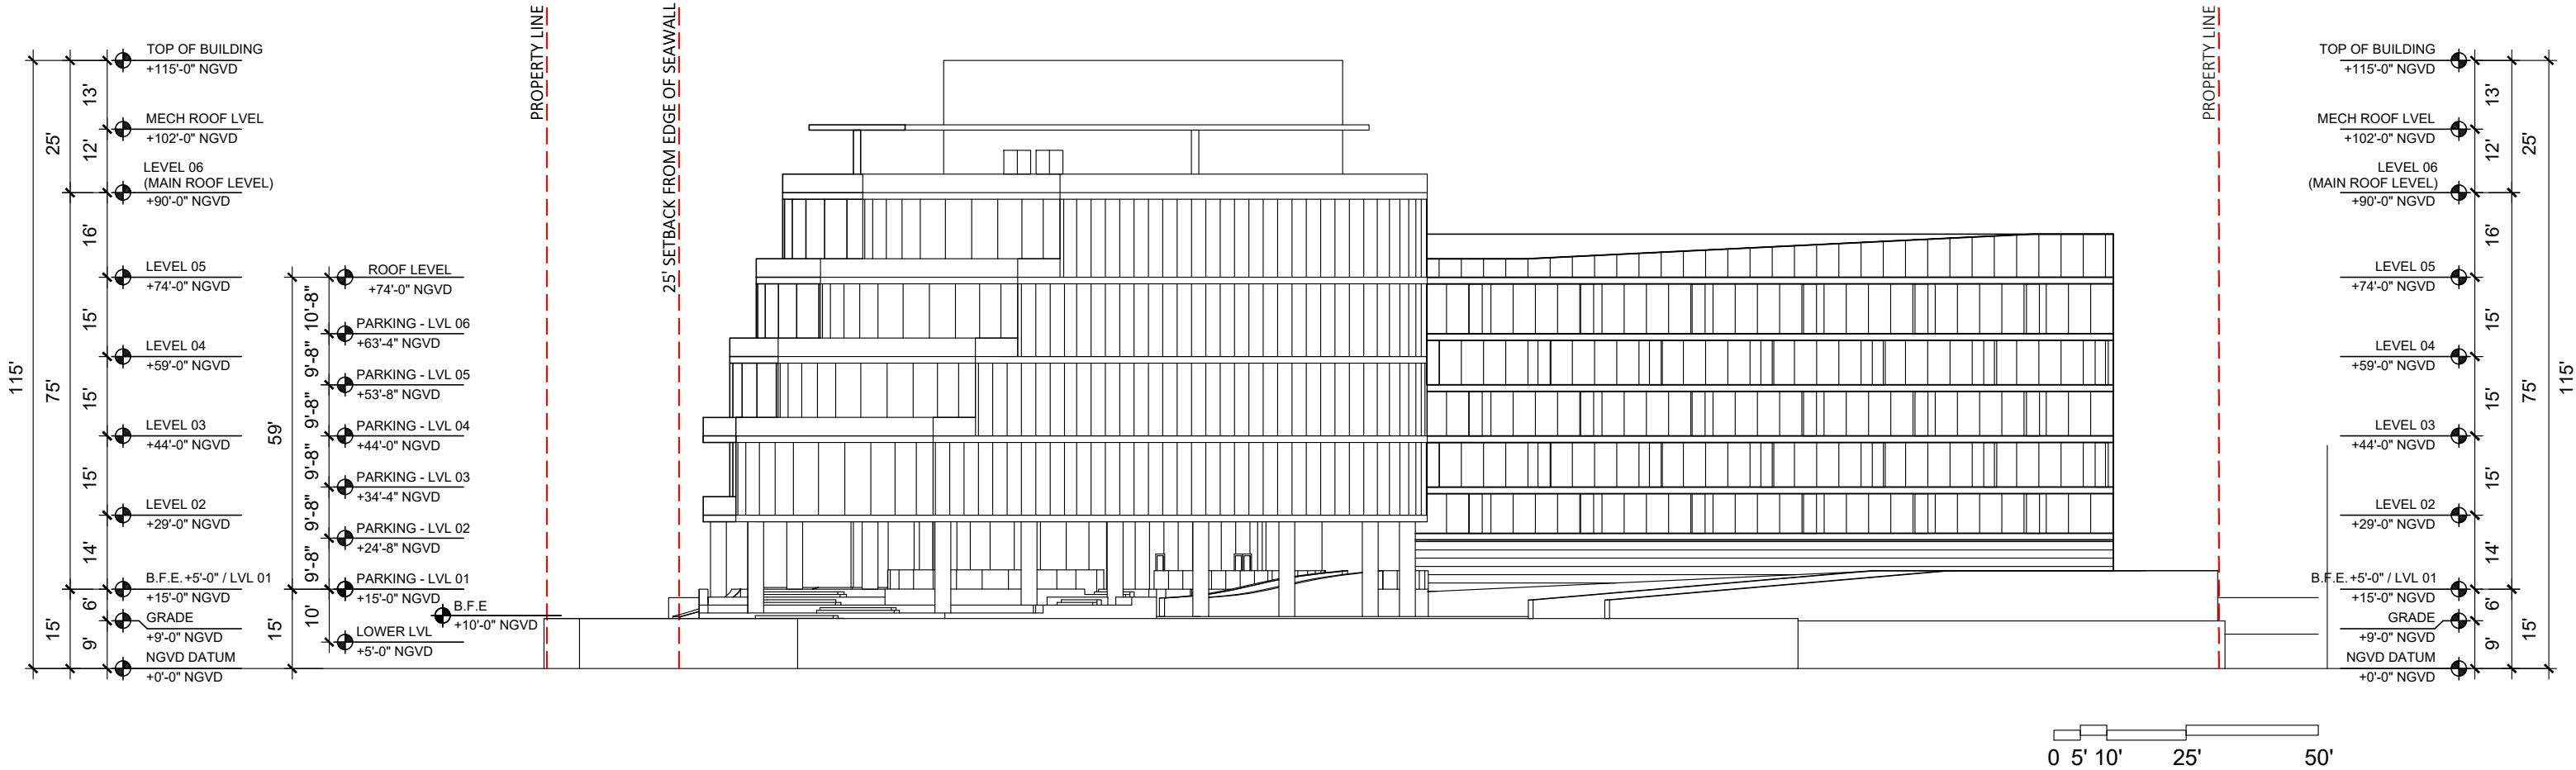 TOP OF BUILDING
+115'-0" NGVD
MECH ROOF LVEL
+102'-0" NGVD
LEVEL 06
(MAIN ROOF LEVEL)
+90'-0" NGVD
LEVEL 05
+74'-0" NGVD
LEVEL 04
+59'-0" NGVD
LEVEL 03
+44'-0" NGVD
LEVEL 02
+29'-0" NGVD
B.F.E. +5'-0" / LVL 01
+15'-0" NGVD
GRADE
+9'-0" NGVD
NGVD DATUM
+0'-0" NGVD
115'
25'
75'
15'
13'
12'
16'
15'
15'
15'
14'
6'
9'
ROOF LEVEL
+74'-0" NGVD
PARKING - LVL 06
+63'-4" NGVD
PARKING - LVL 05
+53'-8" NGVD
PARKING - LVL 04
+44'-0" NGVD
PARKING - LVL 03
+34'-4" NGVD
PARKING - LVL 02
+24'-8" NGVD
PARKING - LVL 01
+15'-0" NGVD
LOWER LVL
+5'-0" NGVD
59'
15'
10'-8"
9'-8"
9'-8"
9'-8"
9'-8"
9'-8"
10'
B.F.E
+10'-0" NGVD
PROPERTY LINE
25' SETBACK FROM EDGE OF SEAWALL
PROPERTY LINE
TOP OF BUILDING
+115'-0" NGVD
MECH ROOF LVEL
+102'-0" NGVD
LEVEL 06
(MAIN ROOF LEVEL)
+90'-0" NGVD
LEVEL 05
+74'-0" NGVD
LEVEL 04
+59'-0" NGVD
LEVEL 03
+44'-0" NGVD
LEVEL 02
+29'-0" NGVD
B.F.E. +5'-0" / LVL 01
+15'-0" NGVD
GRADE
+9'-0" NGVD
NGVD DATUM
+0'-0" NGVD
13'
12'
16'
15'
15'
15'
14'
6'
9'
25'
75'
15'
115'
0 5' 10' 25' 50'